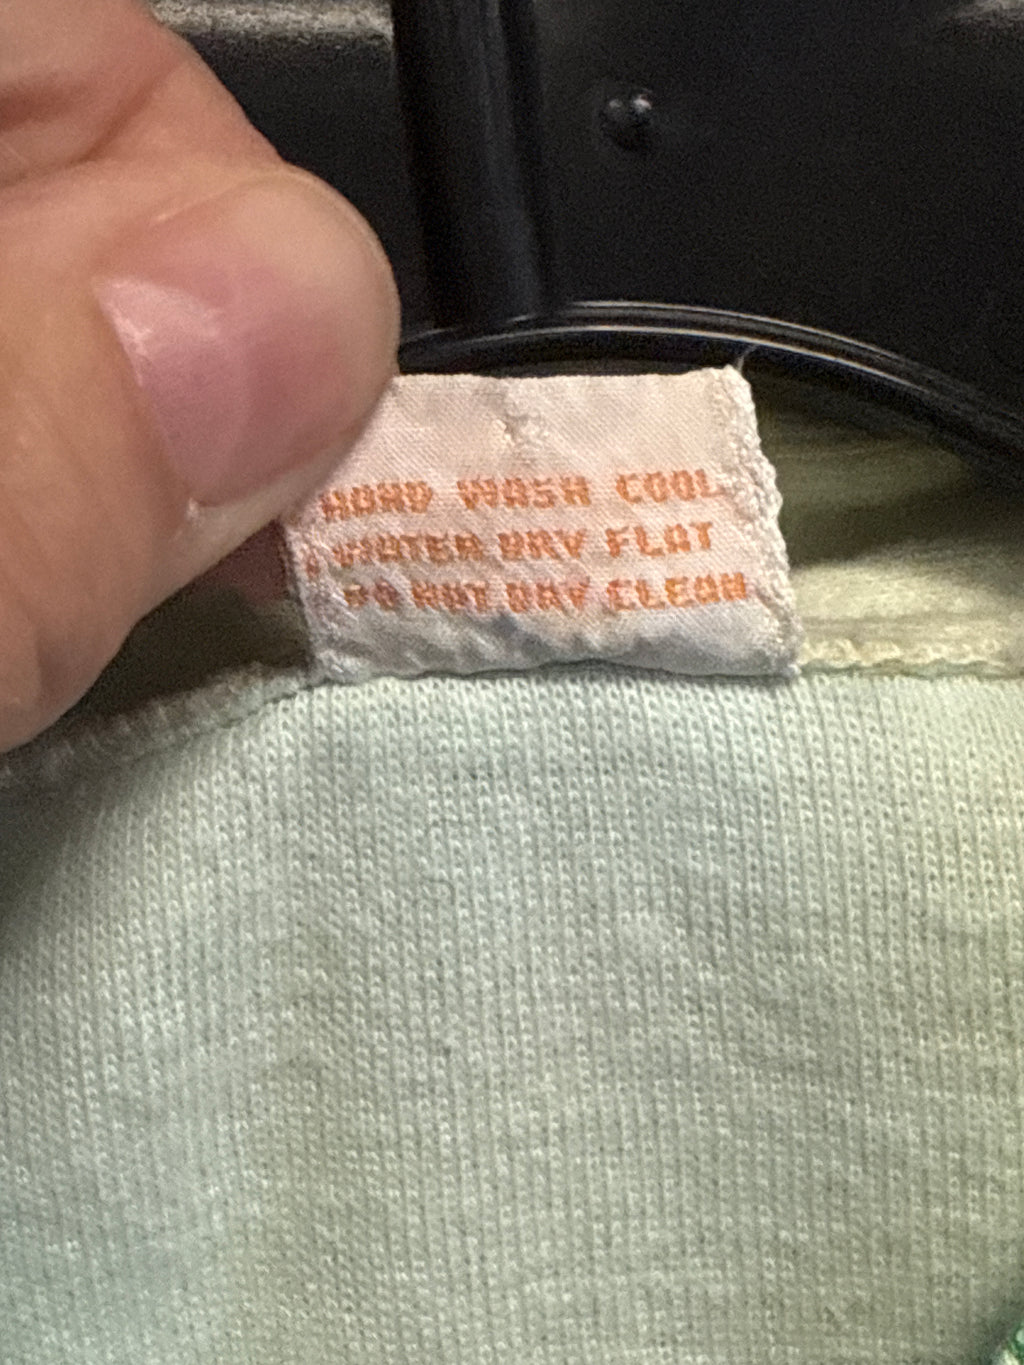 HAND WASH COOL
WATER DRY FLAT
DO NOT DRY CLEAN